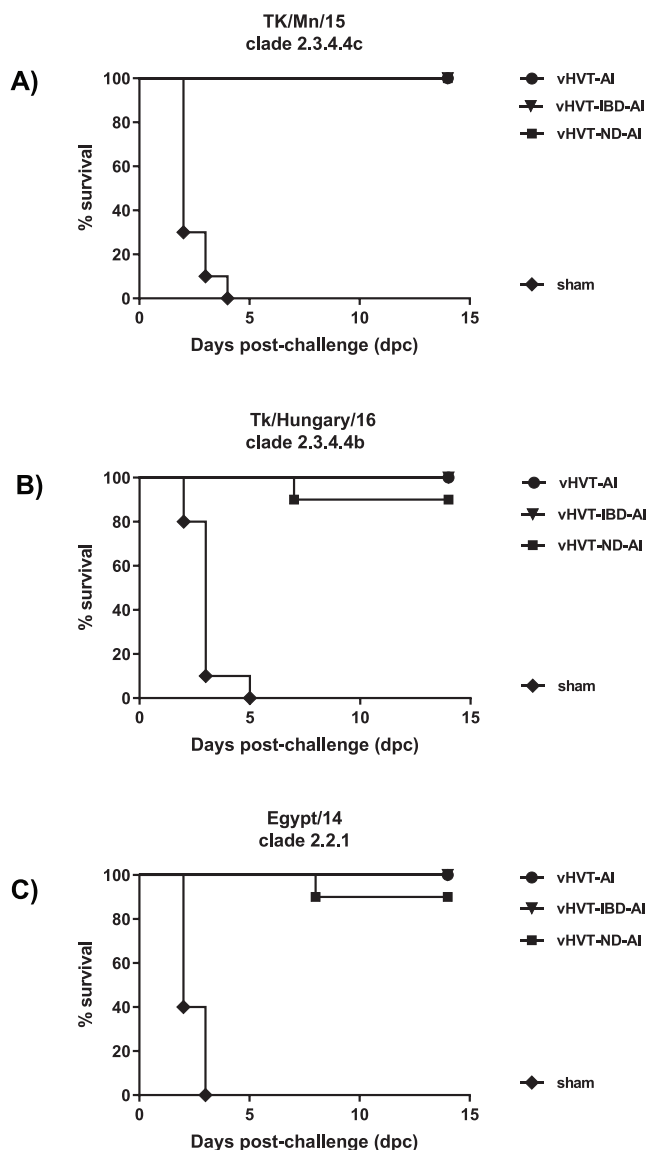 TK/Mn/15
clade 2.3.4.4c
A)
100
80
60
40
20
0
% survival
0 5 10 15
Days post-challenge (dpc)
vHVT-AI
vHVT-IBD-AI
vHVT-ND-AI
sham
Tk/Hungary/16
clade 2.3.4.4b
B)
100
80
60
40
20
0
% survival
0 5 10 15
Days post-challenge (dpc)
vHVT-AI
vHVT-IBD-AI
vHVT-ND-AI
sham
Egypt/14
clade 2.2.1
C)
100
80
60
40
20
0
% survival
0 5 10 15
Days post-challenge (dpc)
vHVT-AI
vHVT-IBD-AI
vHVT-ND-AI
sham